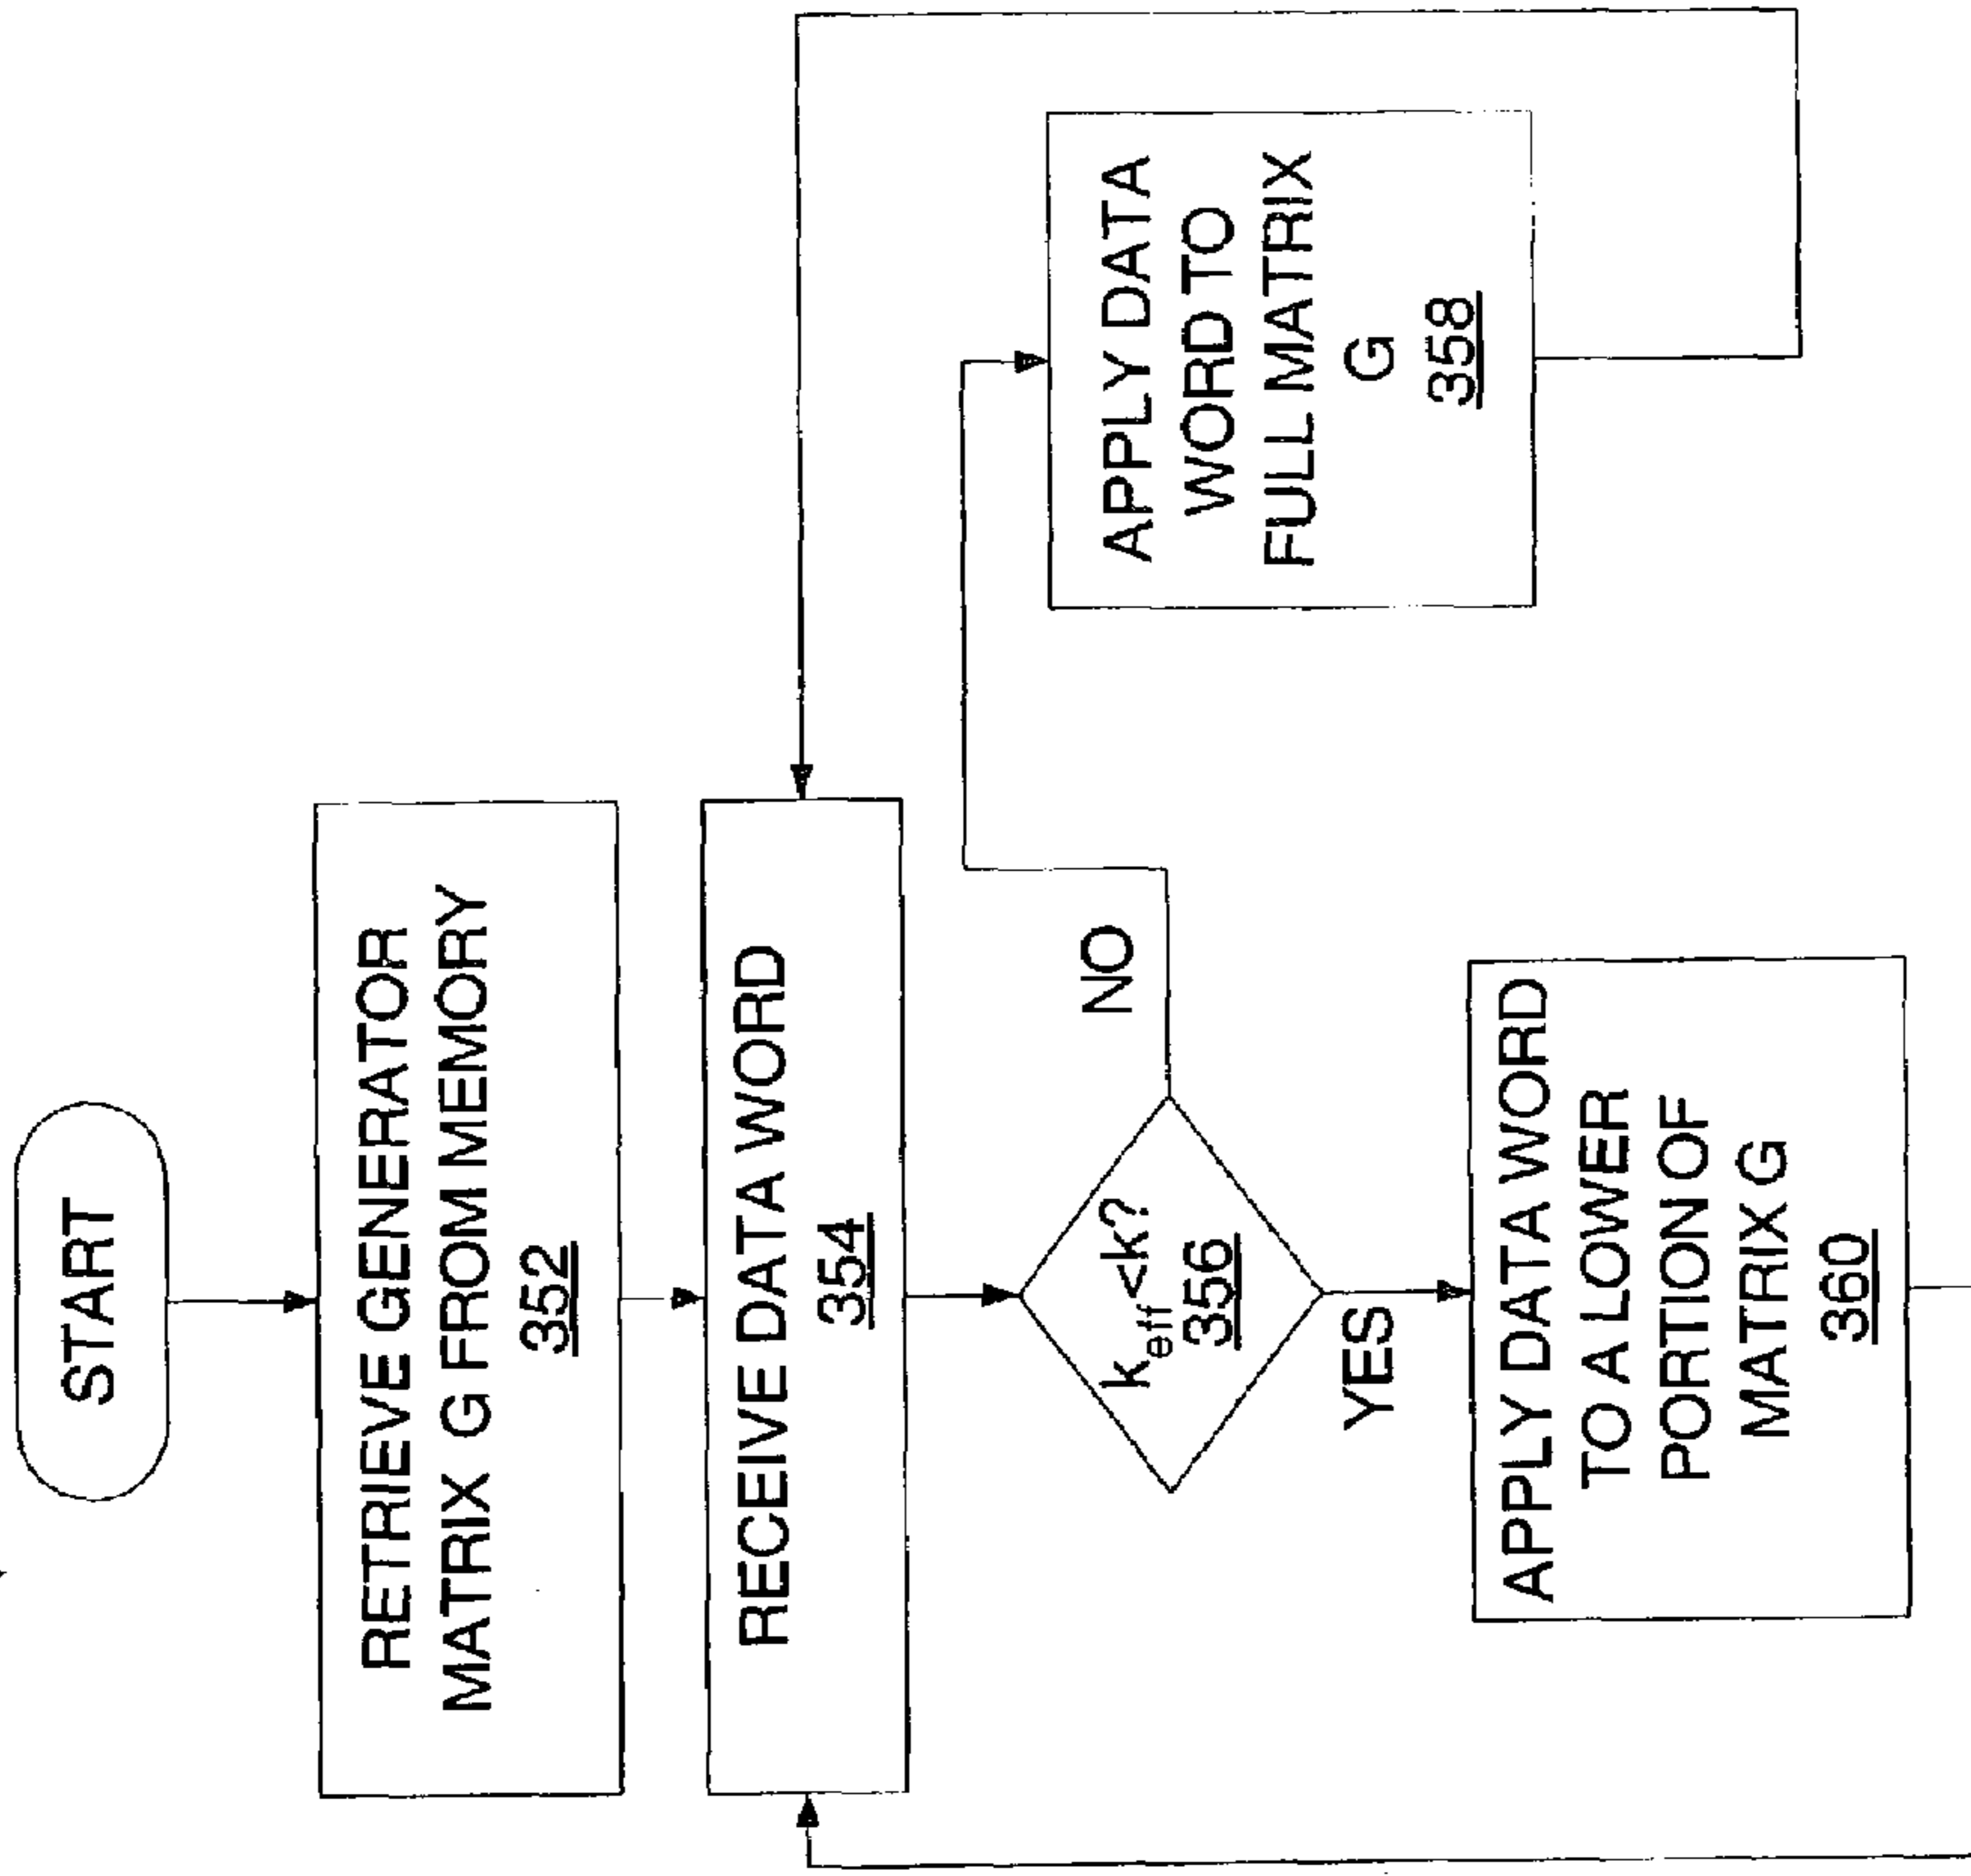 START
RETRIEVE GENERATOR
MATRIX G FROM MEMORY
352
RECEIVE DATA WORD
354
k_eff <k?
356
NO
YES
APPLY DATA
WORD TO
FULL MATRIX
G
358
APPLY DATA WORD
TO A LOWER
PORTION OF
MATRIX G
360